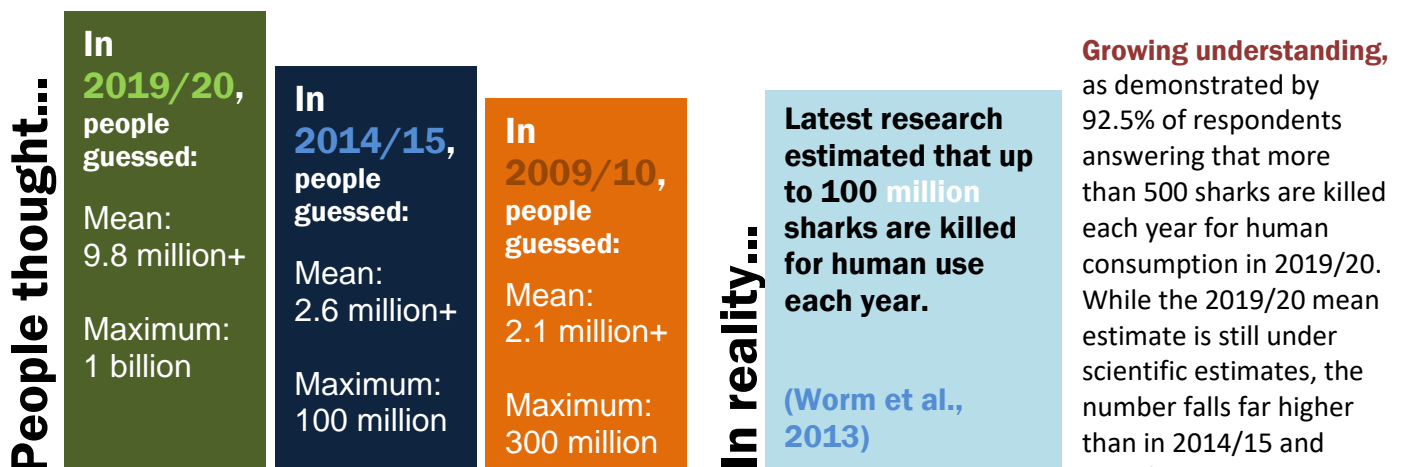 People thought...
In
2019/20,
people
guessed:
Mean:
9.8 million+
Maximum:
1 billion
In
2014/15,
people
guessed:
Mean:
2.6 million+
Maximum:
100 million
In
2009/10,
people
guessed:
Mean:
2.1 million+
Maximum:
300 million
In reality...
Latest research
estimated that up
to 100 million
sharks are killed
for human use
each year.
(Worm et al.,
2013)
Growing understanding,
as demonstrated by
92.5% of respondents
answering that more
than 500 sharks are killed
each year for human
consumption in 2019/20.
While the 2019/20 mean
estimate is still under
scientific estimates, the
number falls far higher
than in 2014/15 and